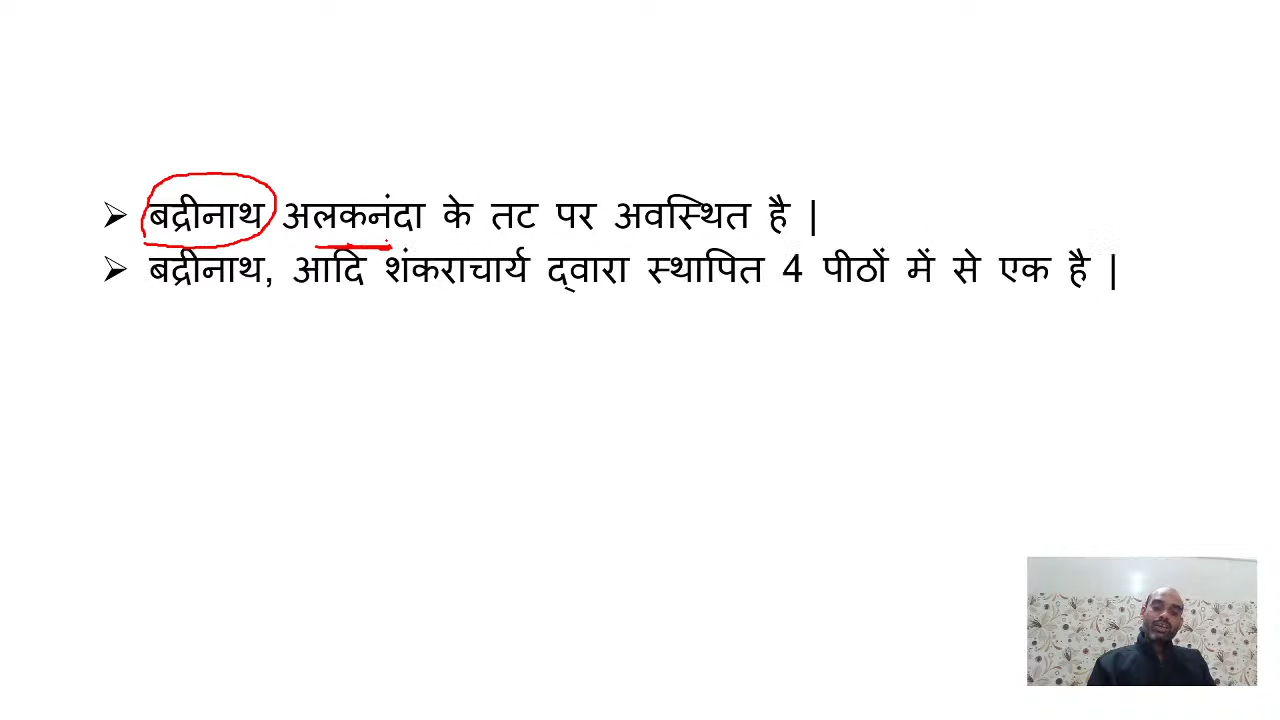 ➢ बद्रीनाथ अलकनंदा के तट पर अवस्थित है |
➢ बद्रीनाथ, आदि शंकराचार्य द्वारा स्थापित 4 पीठों में से एक है |